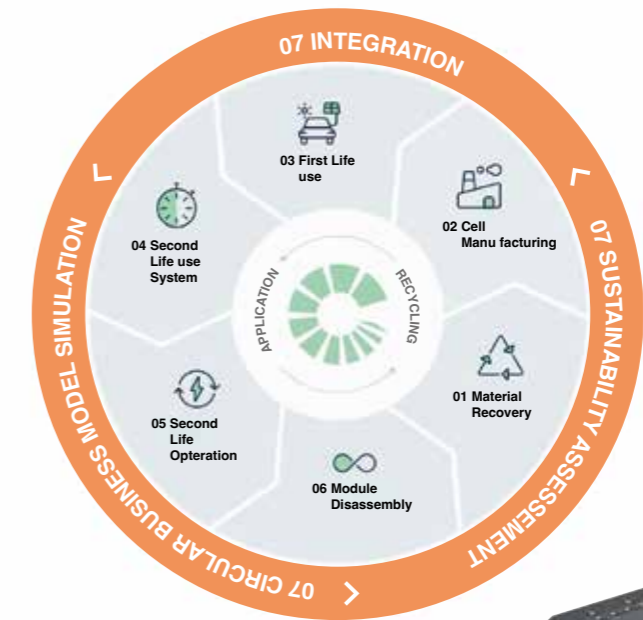 07 INTEGRATION
03 First Life
use
02 Cell
Manu facturing
04 Second
Life use
System
APPLICATION
RECYCLING
01 Material
Recovery
05 Second
Life
Opteration
06 Module
Disassembly
07 SUSTAINABILITY ASSESSEMENT
07 CIRCULAR BUSINESS MODEL SIMULATION